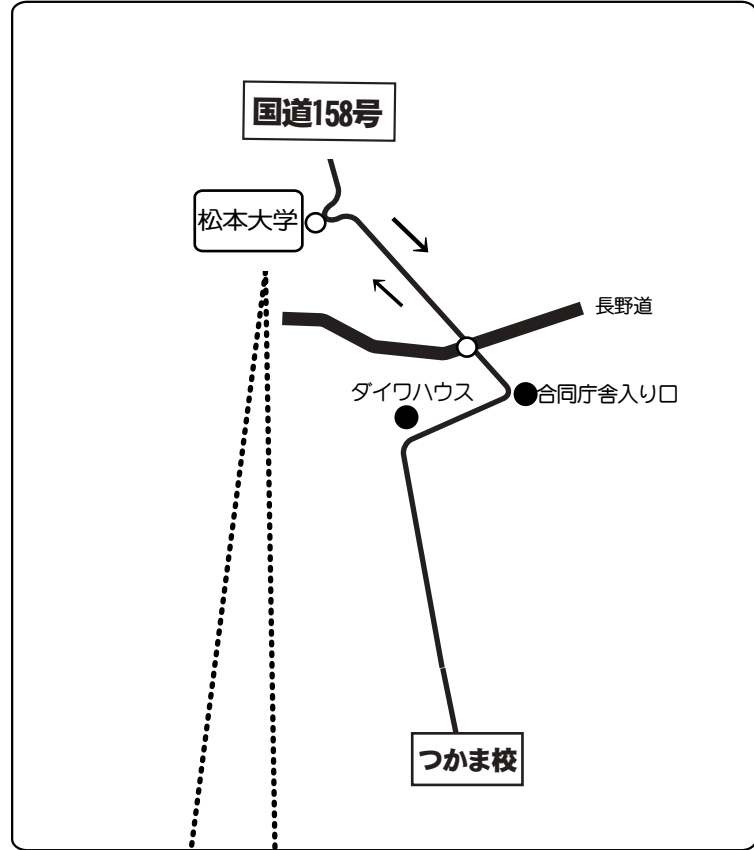 国道158号
松本大学
長野道
ダイワハウス
合同庁舎入り口
つかま校